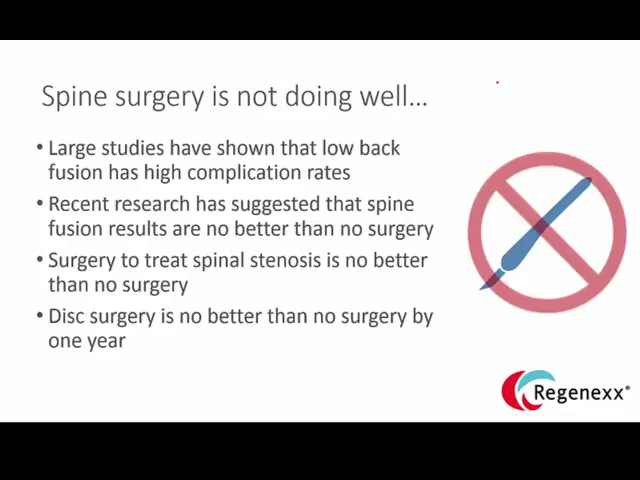 Spine surgery is not doing well...
• Large studies have shown that low back
fusion has high complication rates
• Recent research has suggested that spine
fusion results are no better than no surgery
• Surgery to treat spinal stenosis is no better
than no surgery
• Disc surgery is no better than no surgery by
one year
Regenexx®